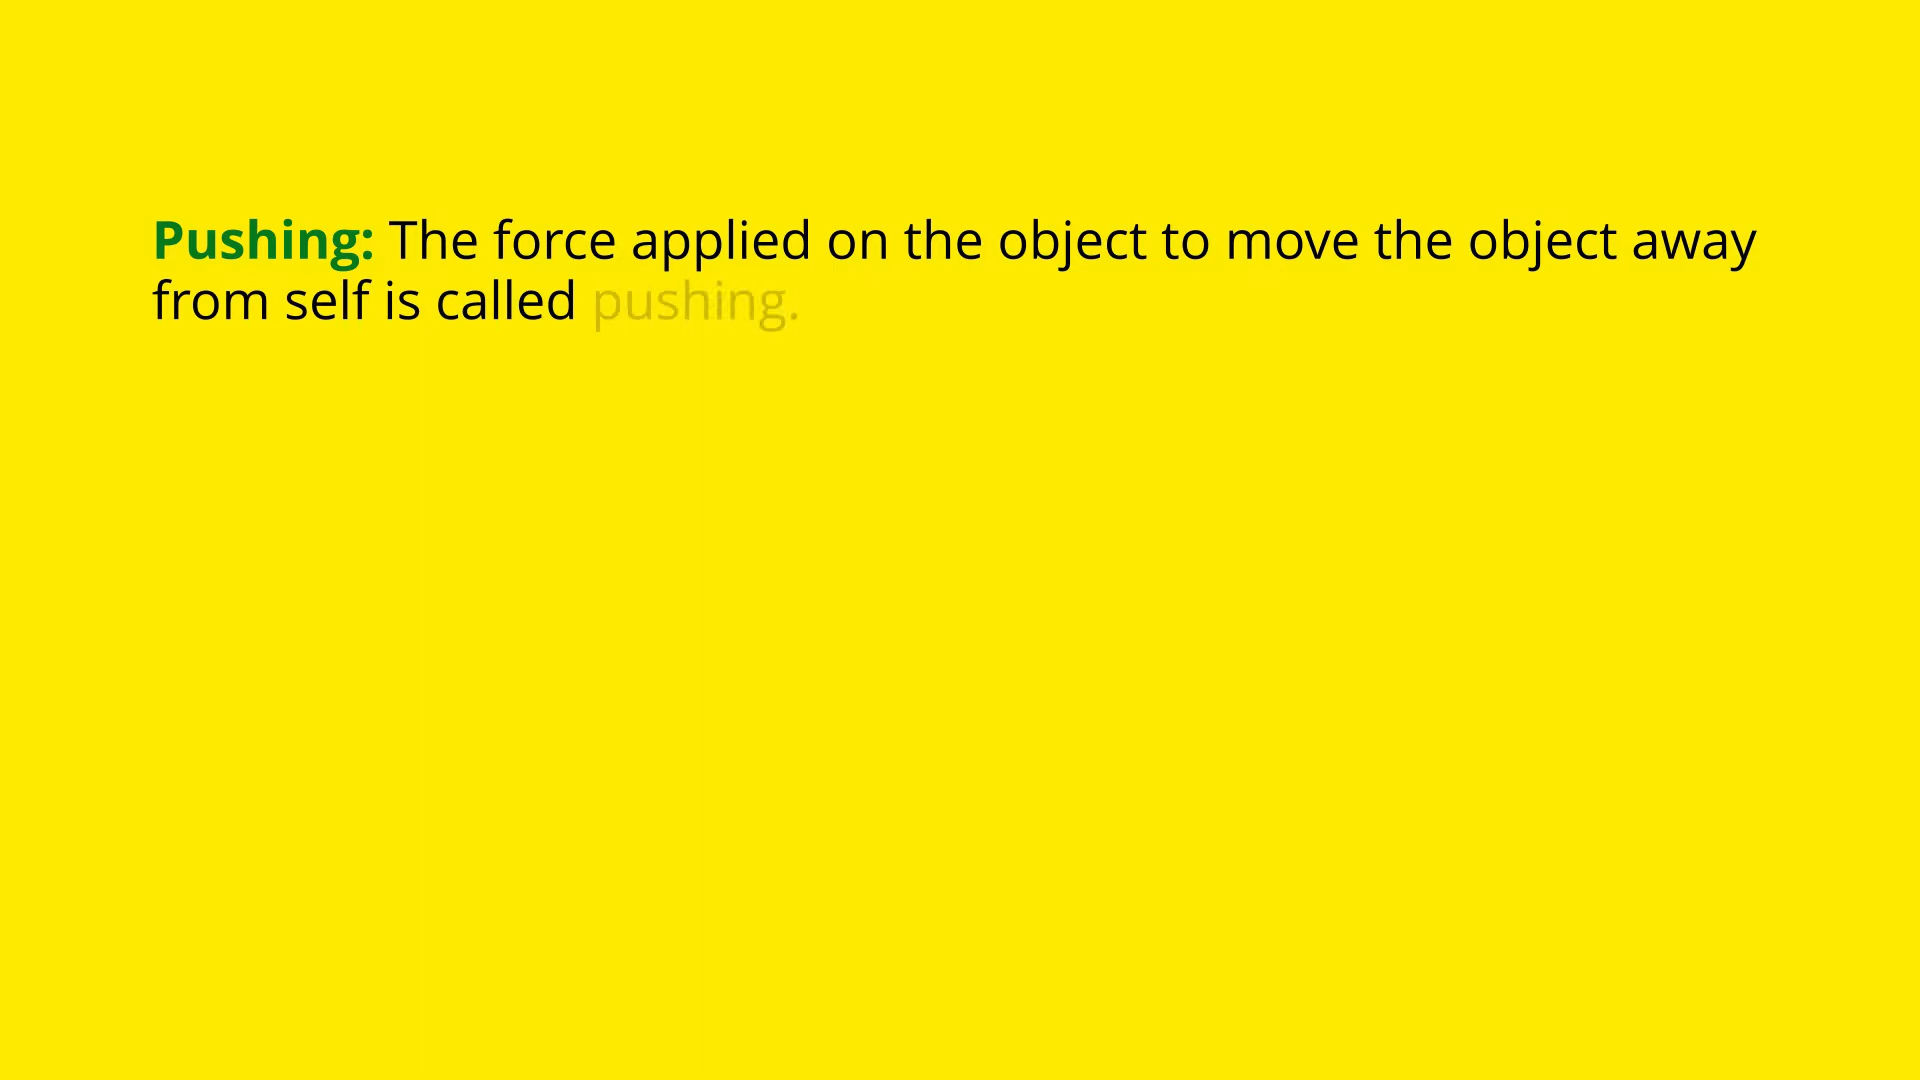 Pushing: The force applied on the object to move the object away
from self is called pushing.